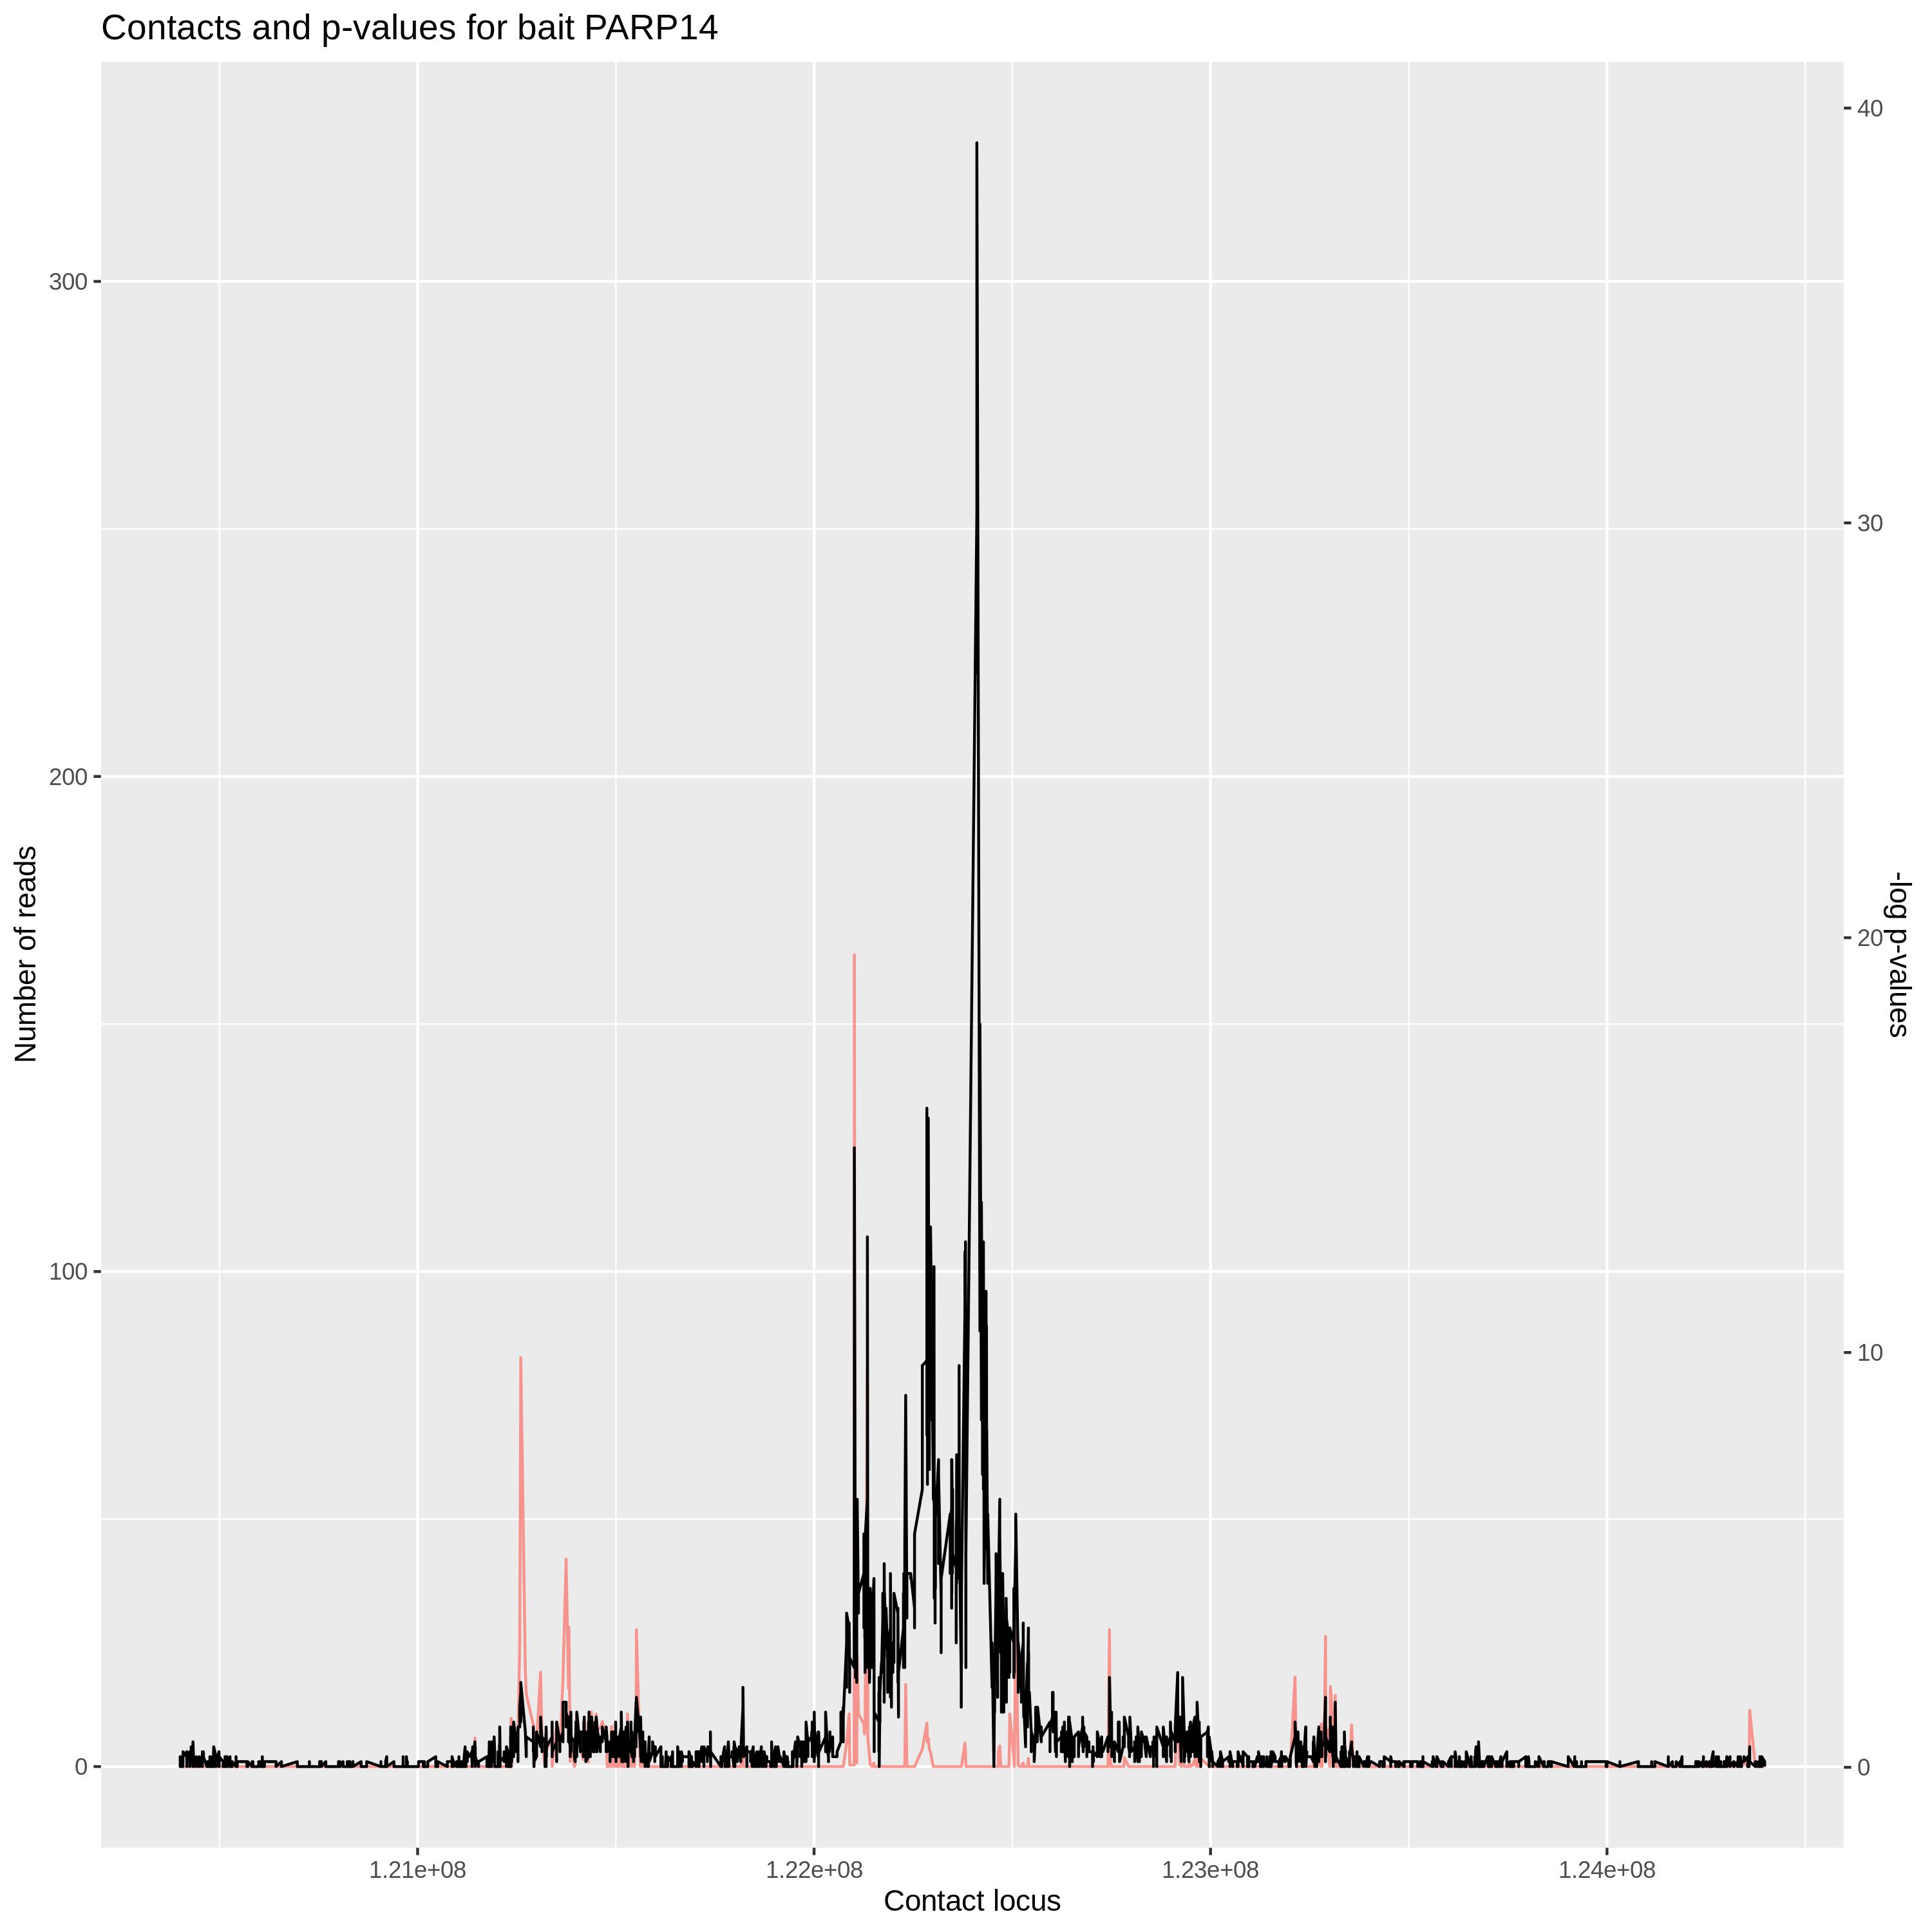 Contacts and p-values for bait PARP14
Number of reads
300
200
100
0
40
30
20
10
0
-log p-values
1.21e+08 1.22e+08 1.23e+08 1.24e+08
Contact locus